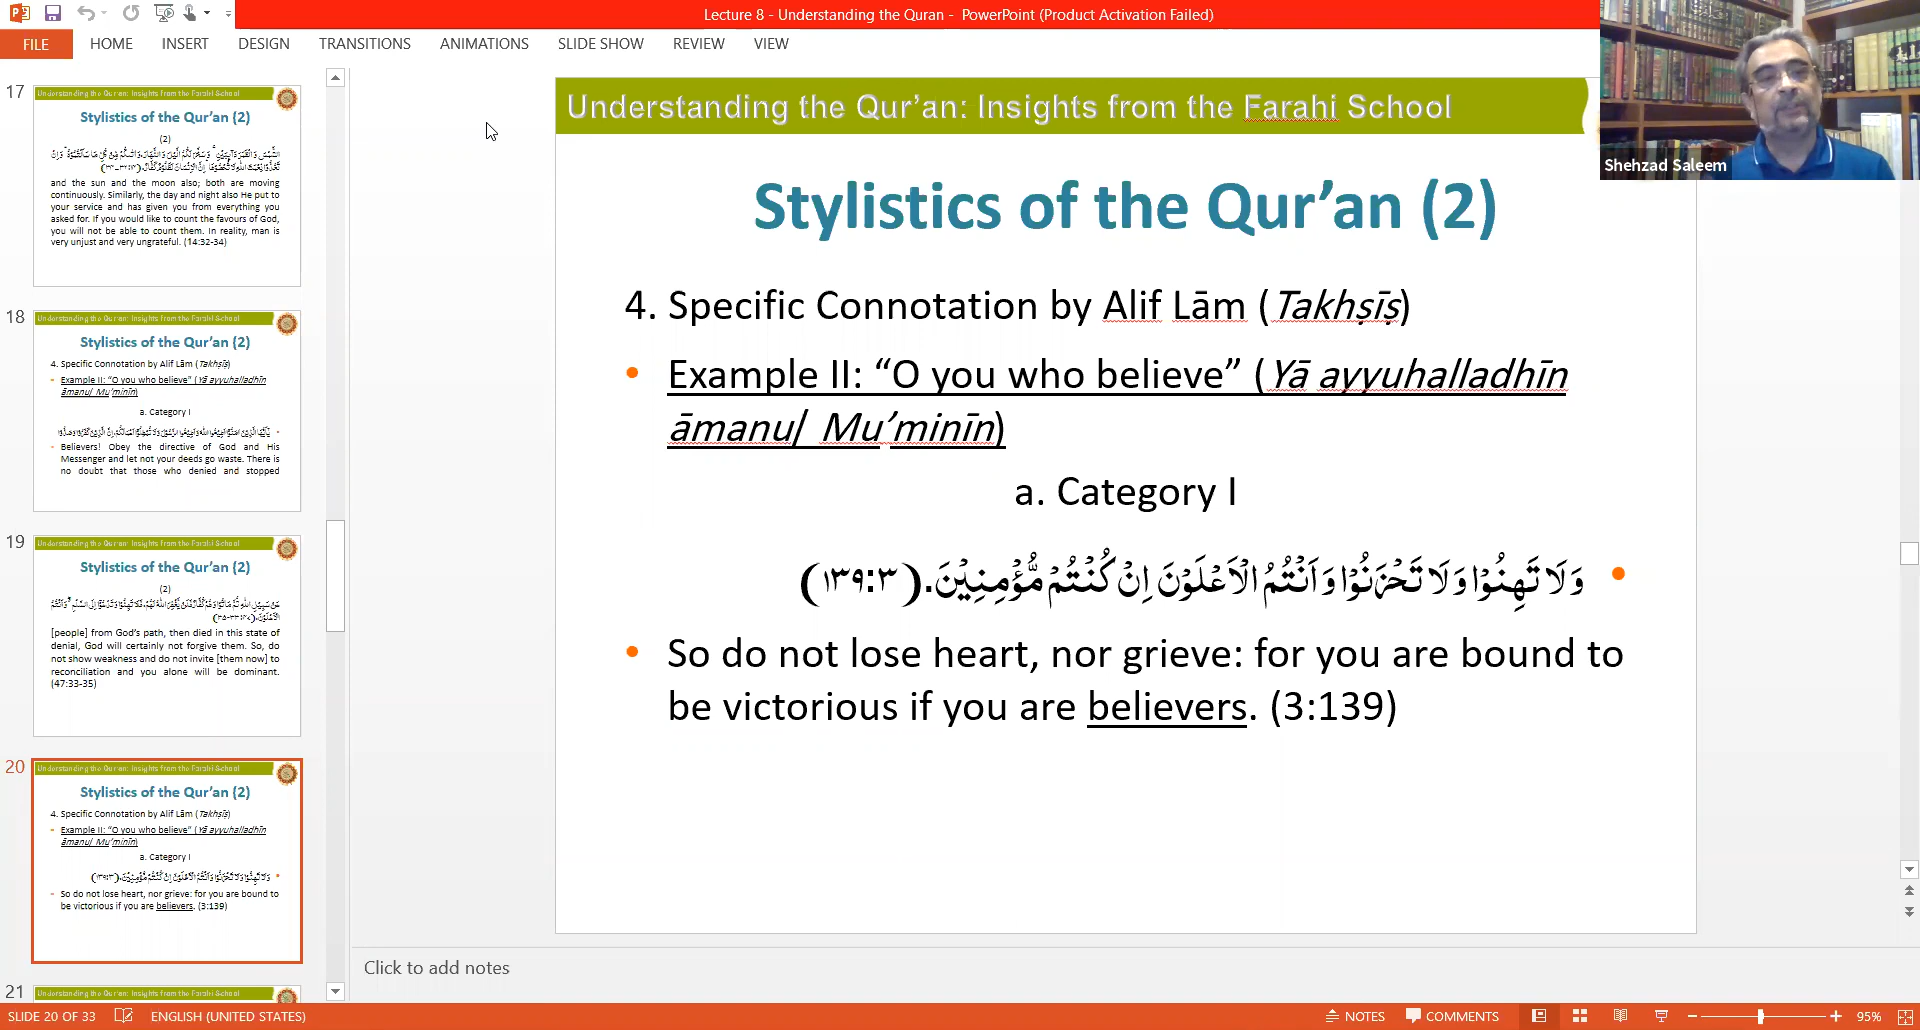 Lecture 8 - Understanding the Quran - PowerPoint (Product Activation Failed)
FILE HOME INSERT DESIGN TRANSITIONS ANIMATIONS SLIDE SHOW REVIEW VIEW
17
Understanding the Qur'an: Insights from the Farahi School
Stylistics of the Qur'an (2)
(2)
and the sun and the moon also; both are moving
continuously. Similarly, the day and night also He put to
your service and has given you from everything you
asked for. If you would like to count the favours of God,
you will not be able to count them. In reality, man is
very unjust and very ungrateful. (14:32-34)
18
Understanding the Qur'an: Insights from the Farahi School
Stylistics of the Qur'an (2)
4. Specific Connotation by Alif Lām (Takhṣīṣ)
Example II: “O you who believe” (Yā ayyuhalladhīn
āmanu/ Mu’minīn)
a. Category I
Believers! Obey the directive of God and His
Messenger and let not your deeds go waste. There is
no doubt that those who denied and stopped
19
Understanding the Qur'an: Insights from the Farahi School
Stylistics of the Qur'an (2)
(2)
[people] from God's path, then died in this state of
denial, God will certainly not forgive them. So, do
not show weakness and do not invite [them now] to
reconciliation and you alone will be dominant.
(47:33-35)
20
Understanding the Qur'an: Insights from the Farahi School
Stylistics of the Qur'an (2)
4. Specific Connotation by Alif Lām (Takhṣīṣ)
Example II: “O you who believe” (Yā ayyuhalladhīn
āmanu/ Mu’minīn)
a. Category I
وَلَا تَهِنُوْا وَلَا تَحْزَنُوْا وَاَنْتُمُ الْاَعْلَوْنَ اِنْ كُنْتُمْ مُّؤْمِنِيْنَ.(۱۳۹:۳)
So do not lose heart, nor grieve: for you are bound to
be victorious if you are believers. (3:139)
21
Understanding the Qur'an: Insights from the Farahi School
Understanding the Qur’an: Insights from the Farahi School
Stylistics of the Qur’an (2)
4. Specific Connotation by Alif Lām (Takhṣīṣ)
Example II: “O you who believe” (Yā ayyuhalladhīn
āmanu/ Mu’minīn)
a. Category I
وَلَا تَهِنُوْا وَلَا تَحْزَنُوْا وَاَنْتُمُ الْاَعْلَوْنَ اِنْ كُنْتُمْ مُّؤْمِنِيْنَ.(۱۳۹:۳)
So do not lose heart, nor grieve: for you are bound to
be victorious if you are believers. (3:139)
Shehzad Saleem
Click to add notes
SLIDE 20 OF 33 ENGLISH (UNITED STATES) NOTES COMMENTS 95%